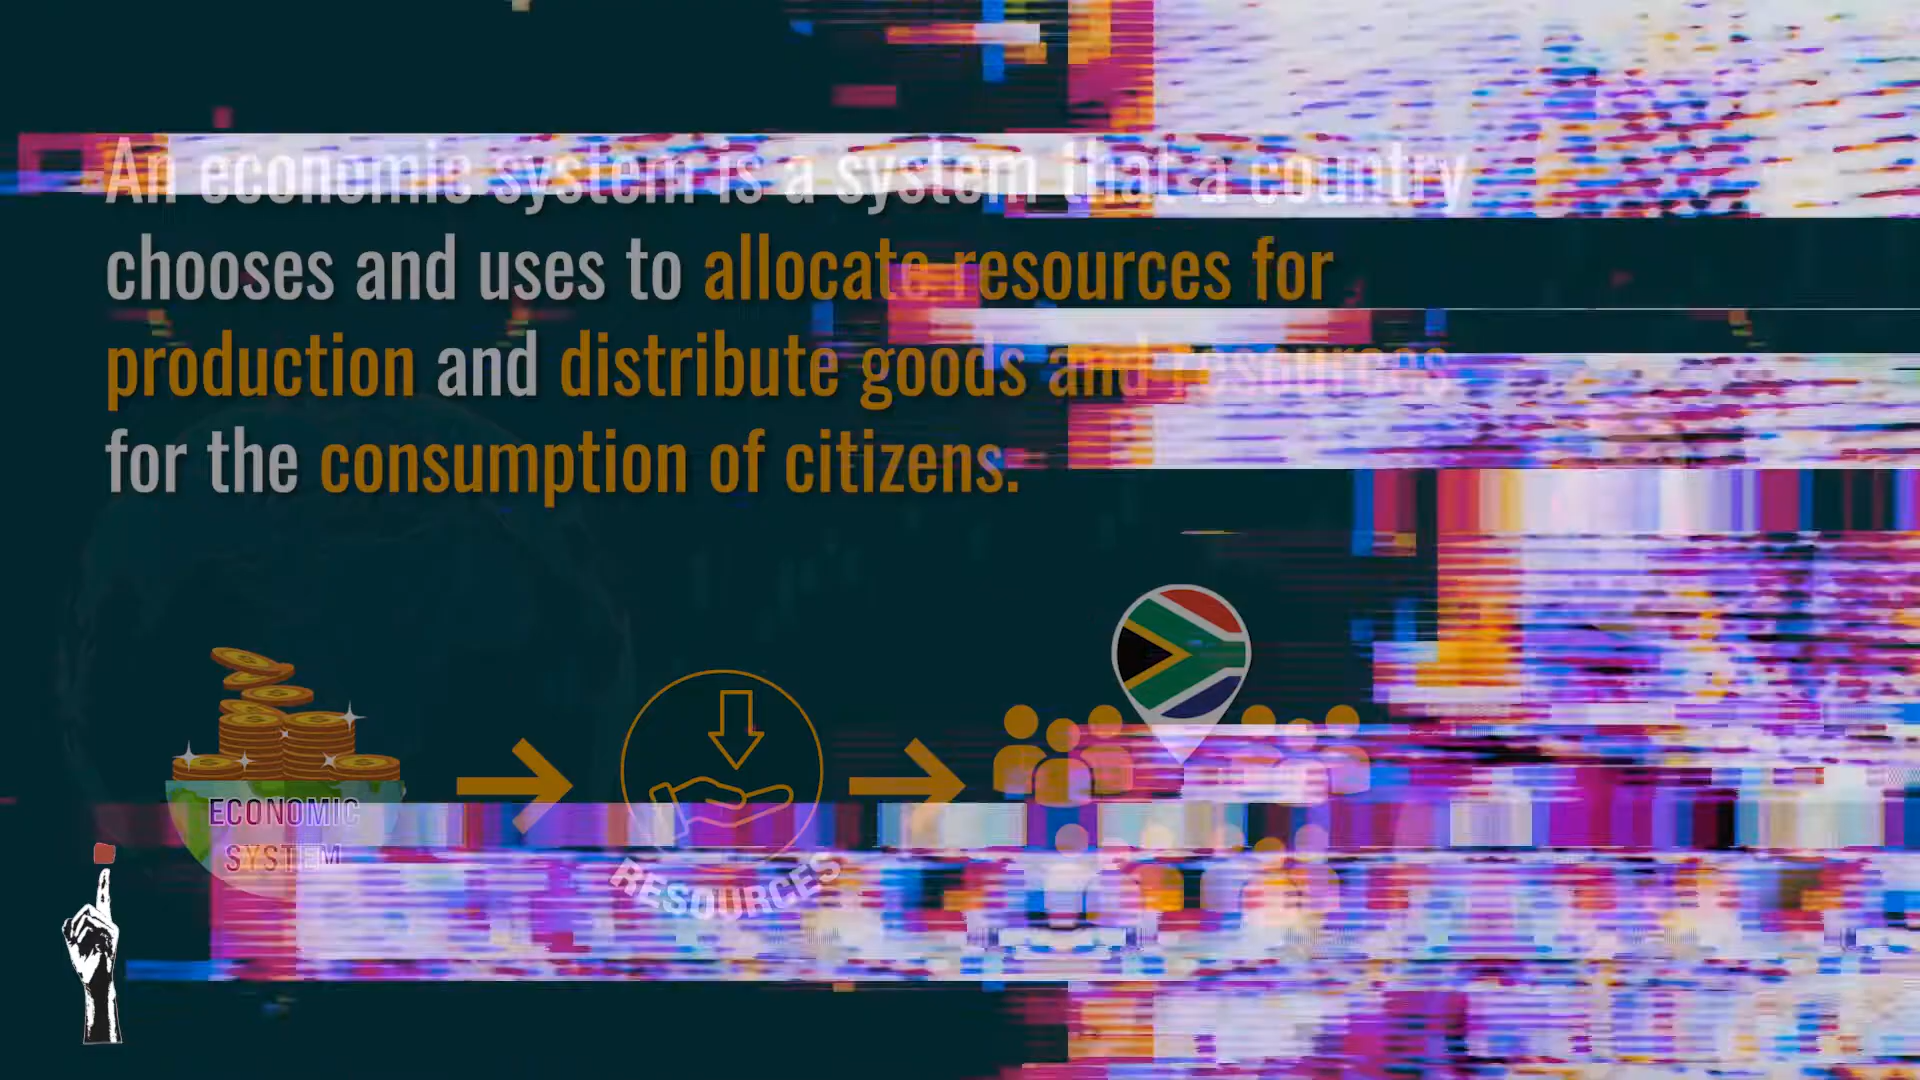 An economic system is a system that a country
chooses and uses to allocate resources for
production and distribute goods and resources
for the consumption of citizens.
ECONOMIC
SYSTEM
RESOURCES